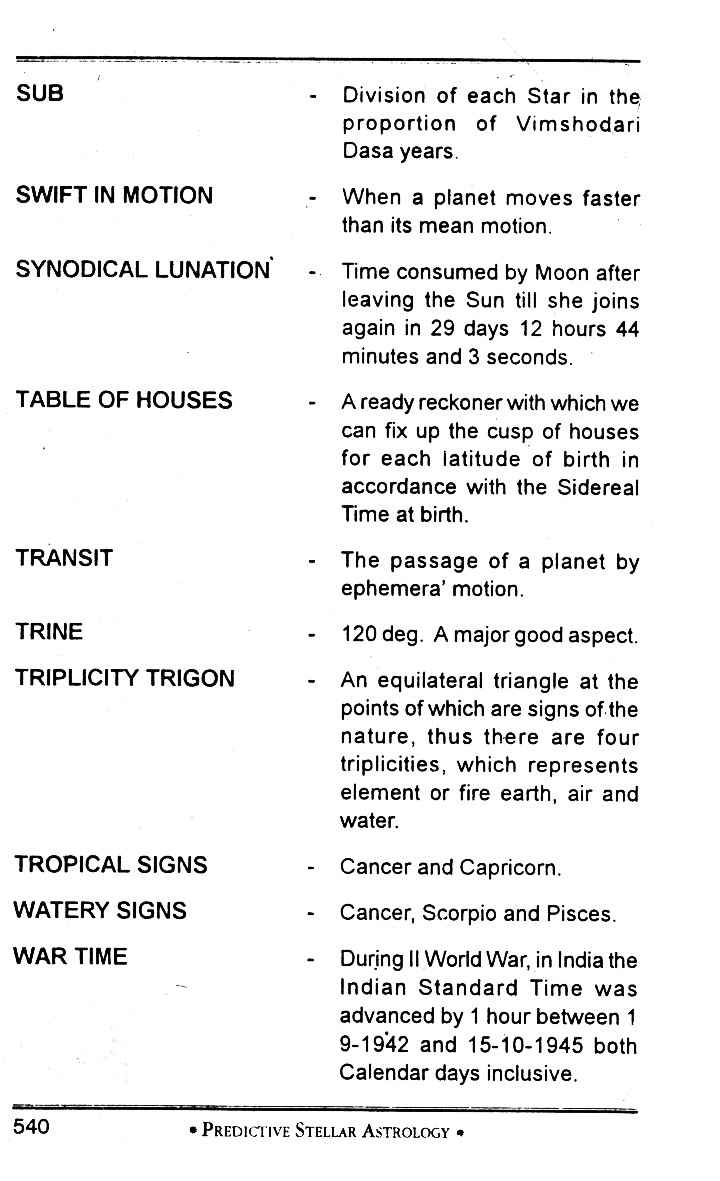 SUB - Division of each Star in the
proportion of Vimshodari
Dasa years.
SWIFT IN MOTION - When a planet moves faster
than its mean motion.
SYNODICAL LUNATION - Time consumed by Moon after
leaving the Sun till she joins
again in 29 days 12 hours 44
minutes and 3 seconds.
TABLE OF HOUSES - A ready reckoner with which we
can fix up the cusp of houses
for each latitude of birth in
accordance with the Sidereal
Time at birth.
TRANSIT - The passage of a planet by
ephemera' motion.
TRINE - 120 deg. A major good aspect.
TRIPLICITY TRIGON - An equilateral triangle at the
points of which are signs of the
nature, thus there are four
triplicities, which represents
element or fire earth, air and
water.
TROPICAL SIGNS - Cancer and Capricorn.
WATERY SIGNS - Cancer, Scorpio and Pisces.
WAR TIME - During II World War, in India the
Indian Standard Time was
advanced by 1 hour between 1
9-1942 and 15-10-1945 both
Calendar days inclusive.
540 • PREDICTIVE STELLAR ASTROLOGY •